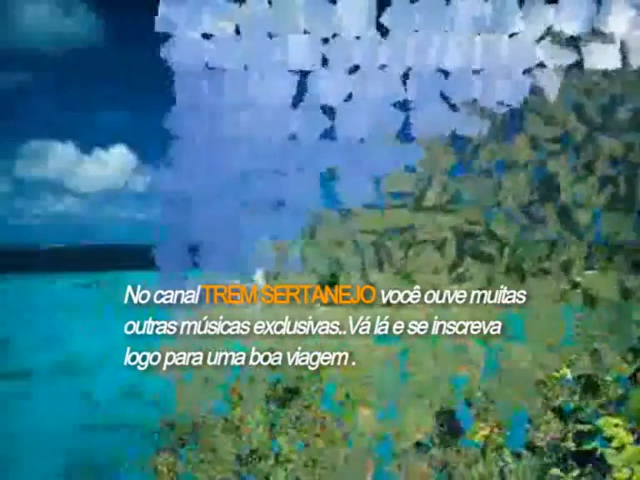 No canal TREM SERTANEJO você ouve muitas
outras músicas exclusivas..Vá lá e se inscreva
logo para uma boa viagem .